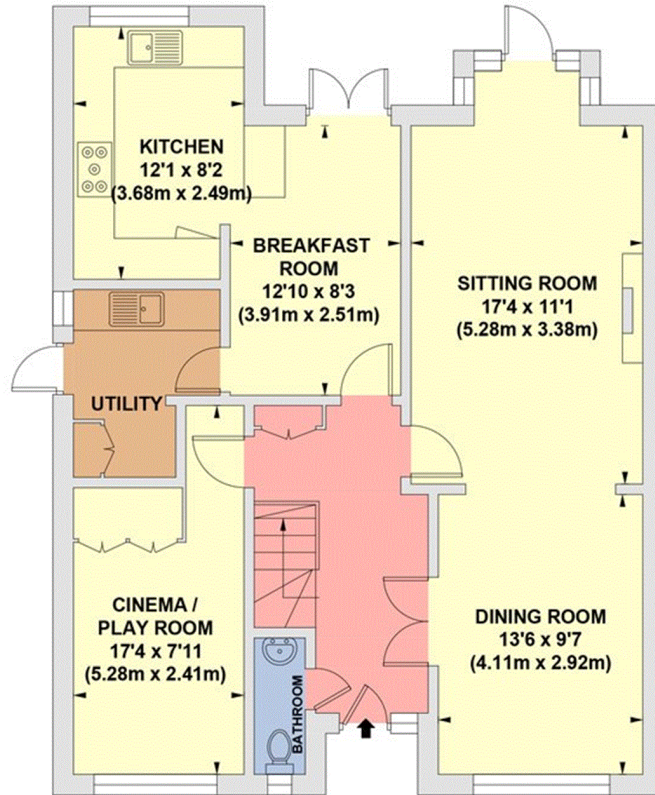 KITCHEN
12'1 x 8'2
(3.68m x 2.49m)
BREAKFAST
ROOM
12'10 x 8'3
(3.91m x 2.51m)
SITTING ROOM
17'4 x 11'1
(5.28m x 3.38m)
UTILITY
CINEMA /
PLAY ROOM
17'4 x 7'11
(5.28m x 2.41m)
BATHROOM
DINING ROOM
13'6 x 9'7
(4.11m x 2.92m)